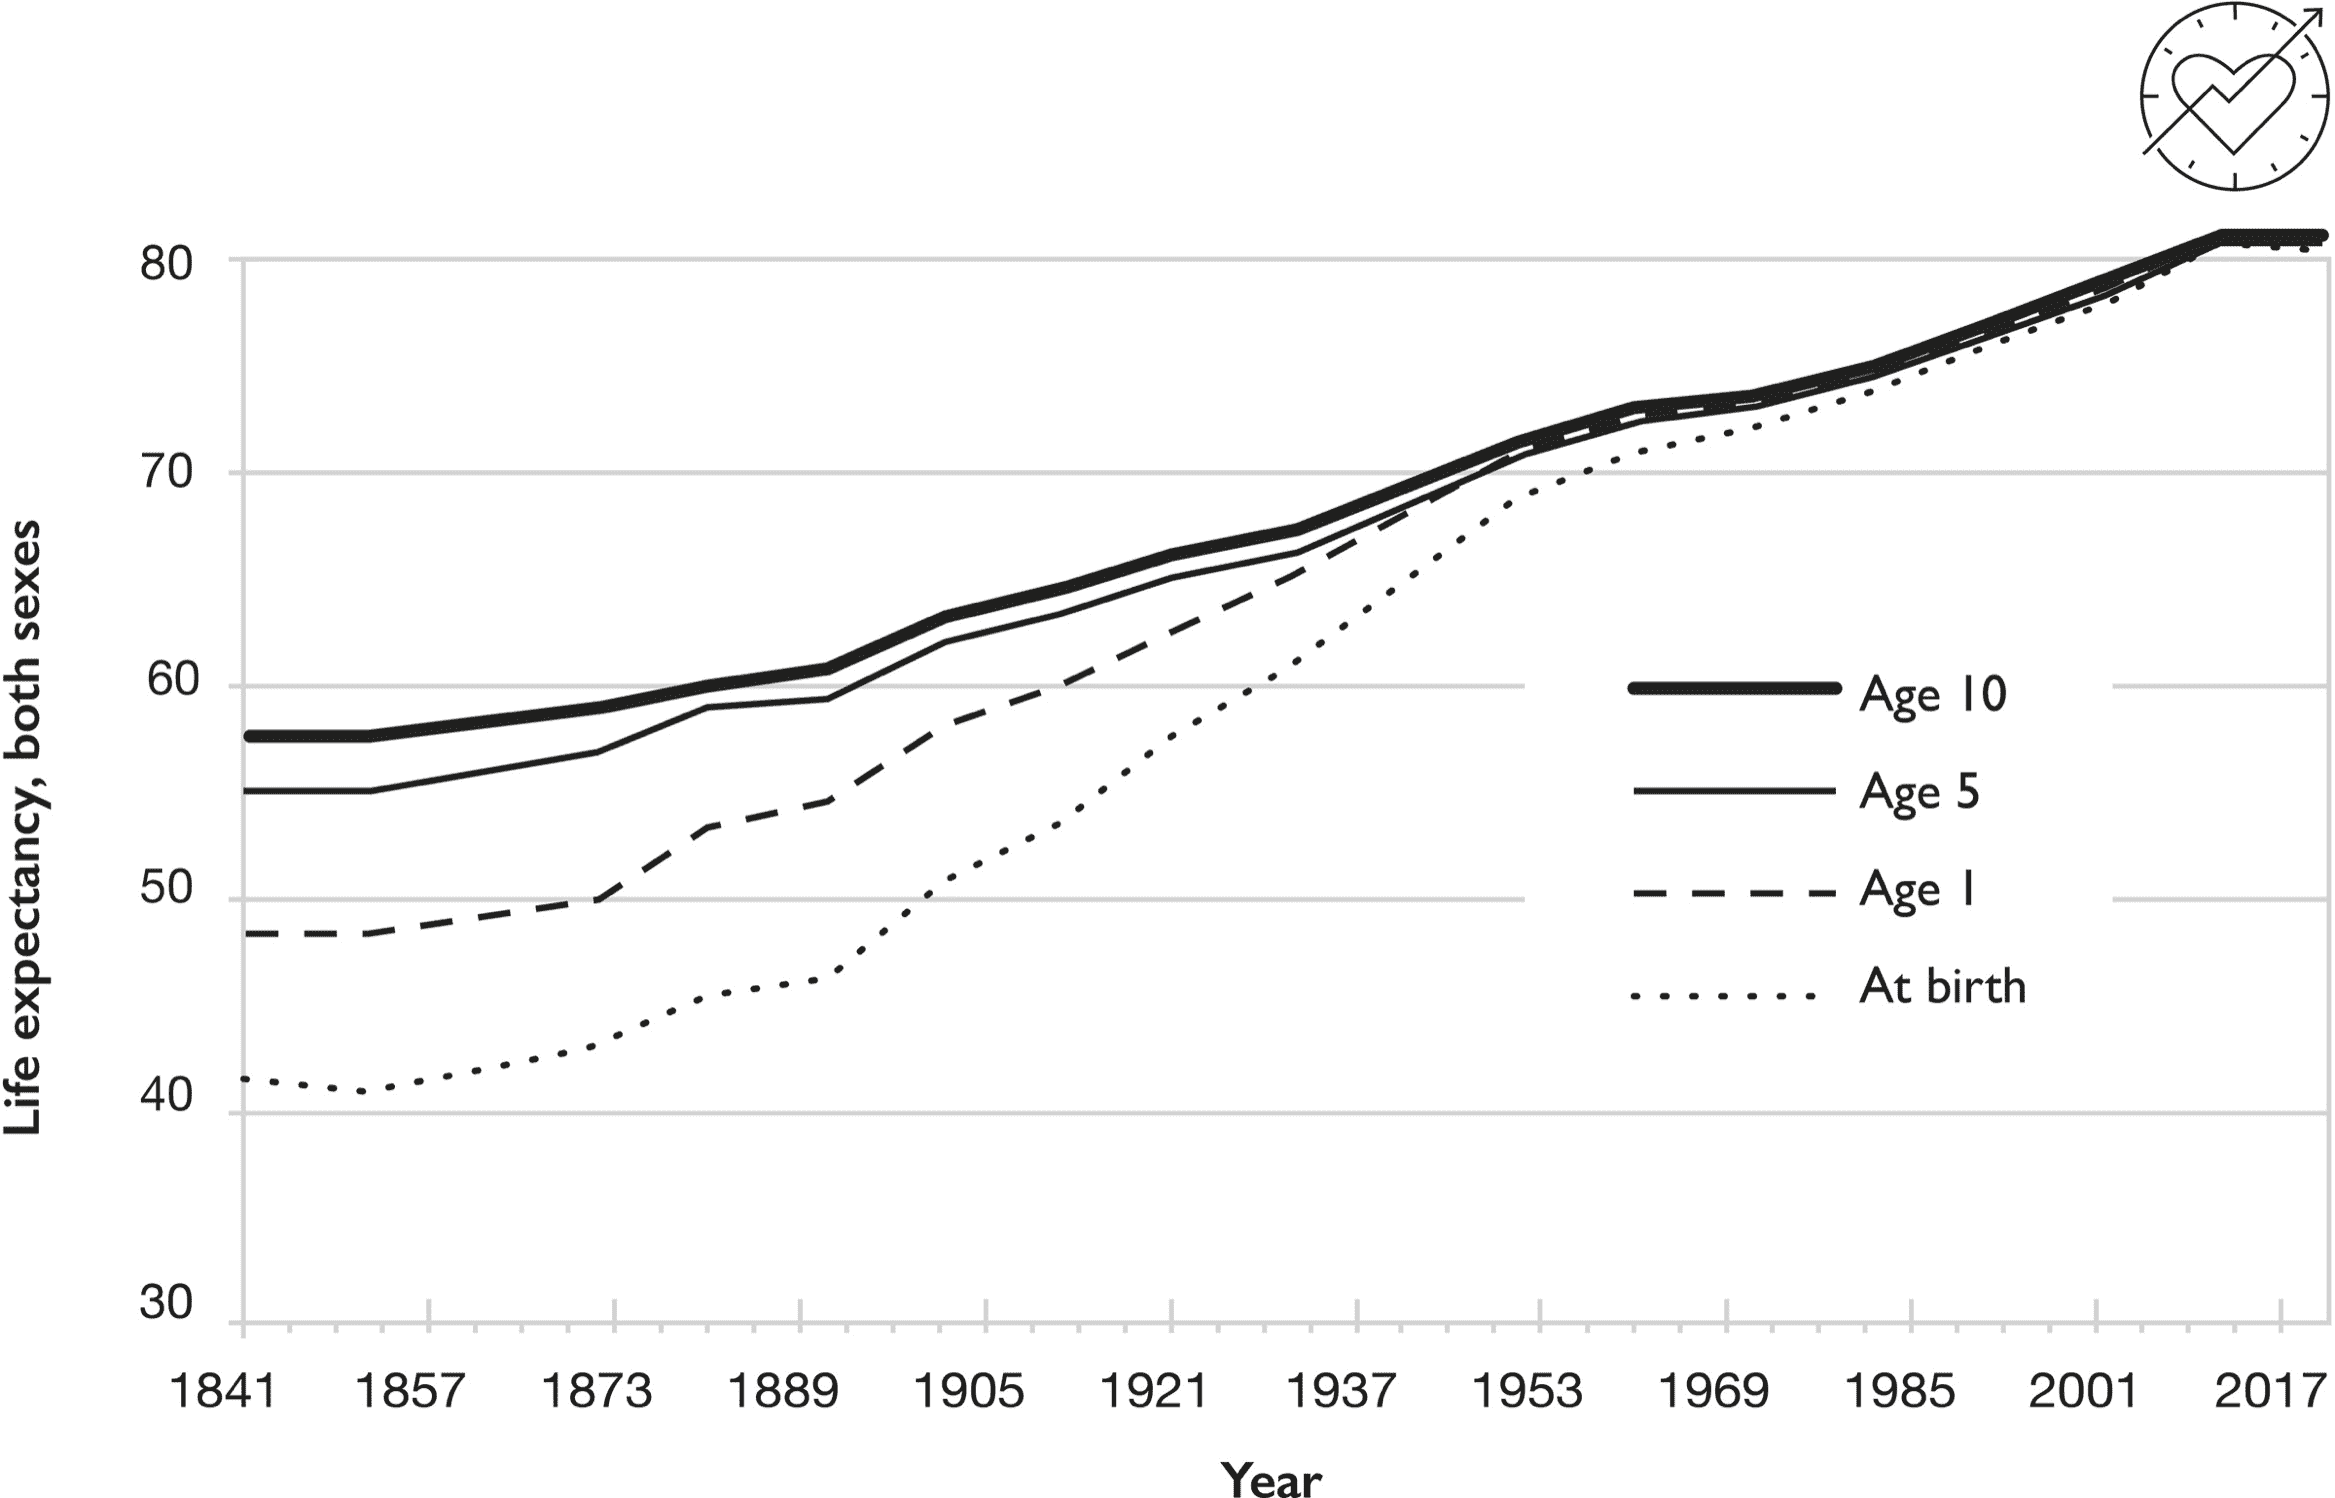 80
70
60
50
40
30
Life expectancy, both sexes
Age 10
Age 5
Age 1
At birth
1841 1857 1873 1889 1905 1921 1937 1953 1969 1985 2001 2017
Year